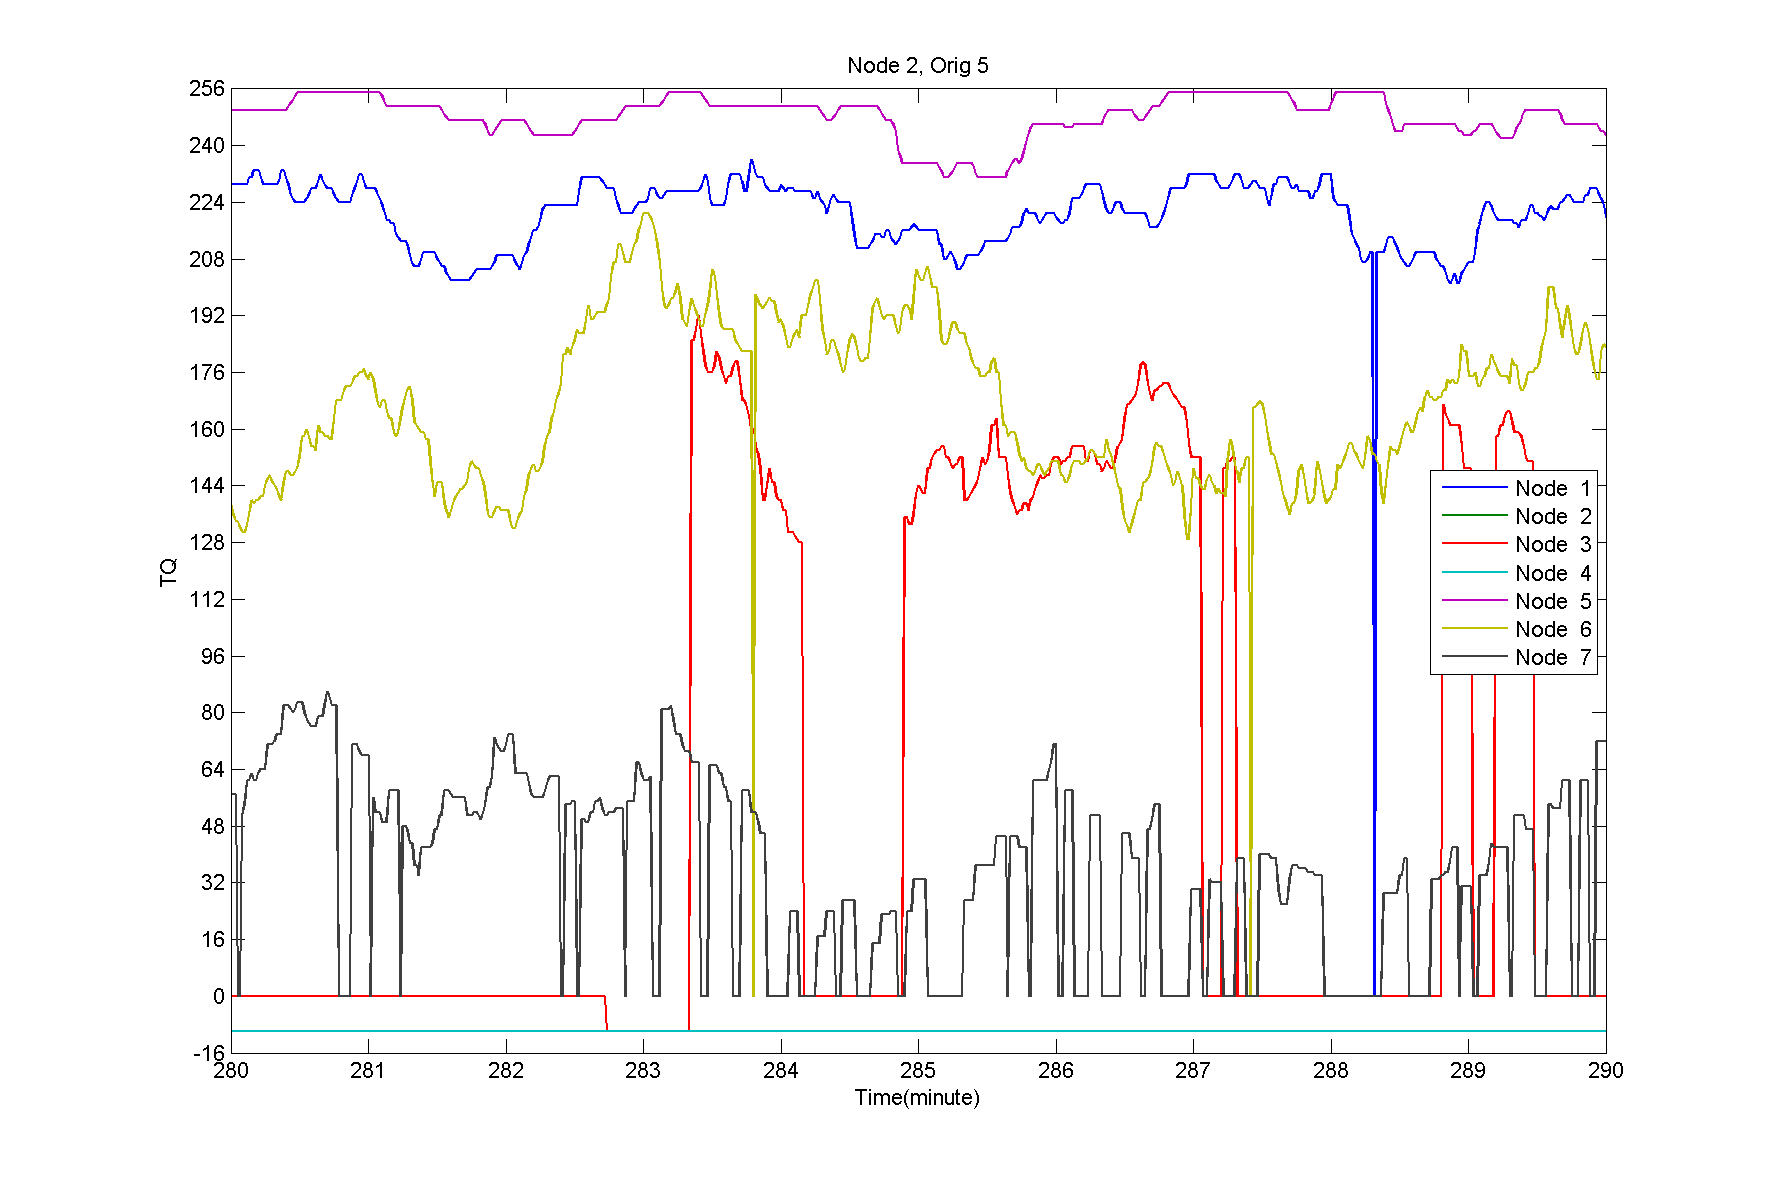 Node 2, Orig 5
256
240
224
208
192
176
160
144
128
112
96
80
64
48
32
16
0
-16
TQ
Node 1
Node 2
Node 3
Node 4
Node 5
Node 6
Node 7
280 281 282 283 284 285 286 287 288 289 290
Time(minute)